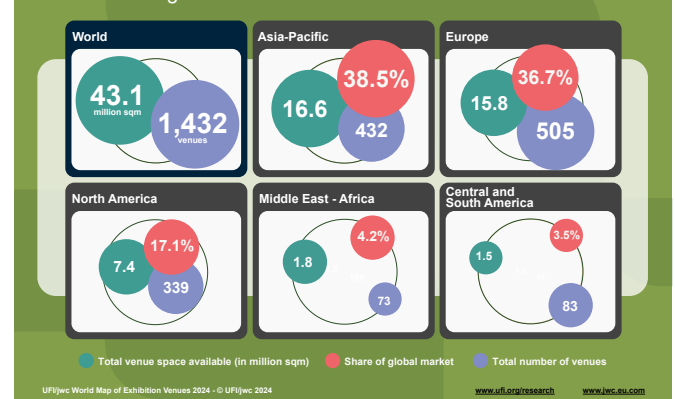 World
43.1
million sqm
1,432
venues
Asia-Pacific
38.5%
16.6
432
Europe
36.7%
15.8
505
North America
17.1%
7.4
339
Middle East - Africa
4.2%
1.8
73
Central and
South America
3.5%
1.5
83
Total venue space available (in million sqm)
Share of global market
Total number of venues
UFI/jwc World Map of Exhibition Venues 2024 - © UFI/jwc 2024
www.ufi.org/research
www.jwc.eu.com